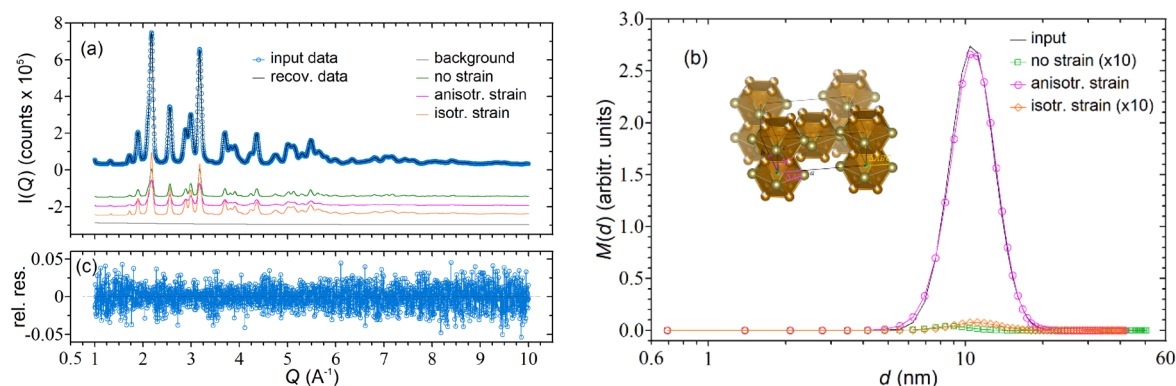 (a)
8
6
4
2
0
-2
I(Q) (counts x 10⁵)
input data
recov. data
background
no strain
anisotr. strain
isotr. strain
(c)
0.05
0
-0.05
rel. res.
0.5 1 2 3 4 5 6 7 8 9 10 10.5
Q (A⁻¹)
(b)
3.0
2.5
2.0
1.5
1.0
0.5
0.0
M(d) (arbitr. units)
input
no strain (x10)
anisotr. strain
isotr. strain (x10)
0.6 1 10 60
d (nm)